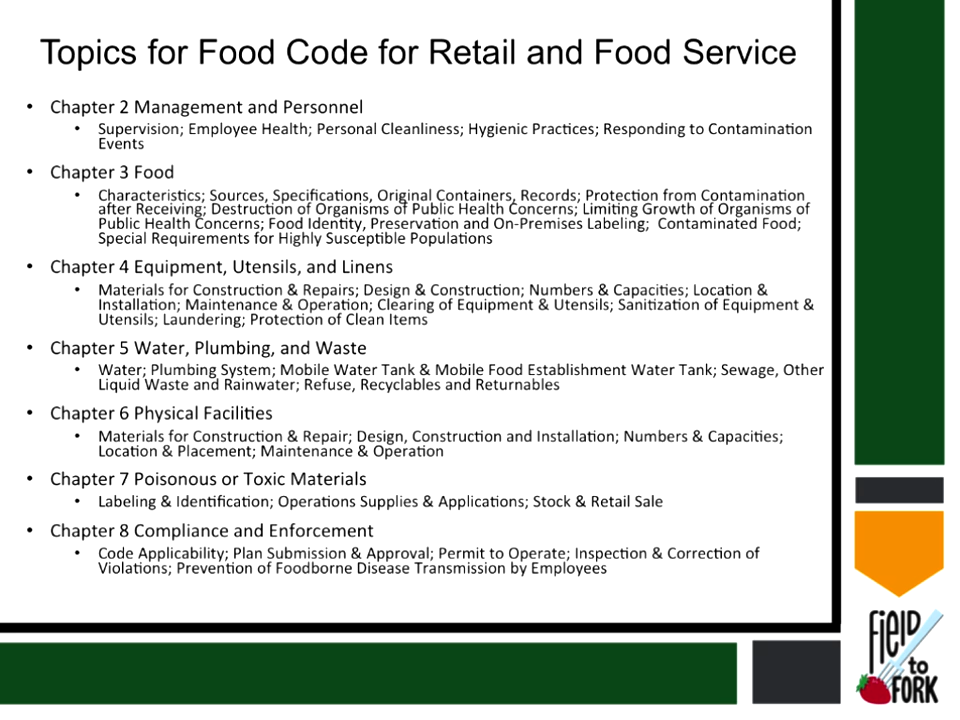 Topics for Food Code for Retail and Food Service
• Chapter 2 Management and Personnel
• Supervision; Employee Health; Personal Cleanliness; Hygienic Practices; Responding to Contamination
Events
• Chapter 3 Food
• Characteristics; Sources, Specifications, Original Containers, Records; Protection from Contamination
after Receiving; Destruction of Organisms of Public Health Concerns; Limiting Growth of Organisms of
Public Health Concerns; Food Identity, Preservation and On-Premises Labeling; Contaminated Food;
Special Requirements for Highly Susceptible Populations
• Chapter 4 Equipment, Utensils, and Linens
• Materials for Construction & Repairs; Design & Construction; Numbers & Capacities; Location &
Installation; Maintenance & Operation; Clearing of Equipment & Utensils; Sanitization of Equipment &
Utensils; Laundering; Protection of Clean Items
• Chapter 5 Water, Plumbing, and Waste
• Water; Plumbing System; Mobile Water Tank & Mobile Food Establishment Water Tank; Sewage, Other
Liquid Waste and Rainwater; Refuse, Recyclables and Returnables
• Chapter 6 Physical Facilities
• Materials for Construction & Repair; Design, Construction and Installation; Numbers & Capacities;
Location & Placement; Maintenance & Operation
• Chapter 7 Poisonous or Toxic Materials
• Labeling & Identification; Operations Supplies & Applications; Stock & Retail Sale
• Chapter 8 Compliance and Enforcement
• Code Applicability; Plan Submission & Approval; Permit to Operate; Inspection & Correction of
Violations; Prevention of Foodborne Disease Transmission by Employees
FiELD
to
FORK